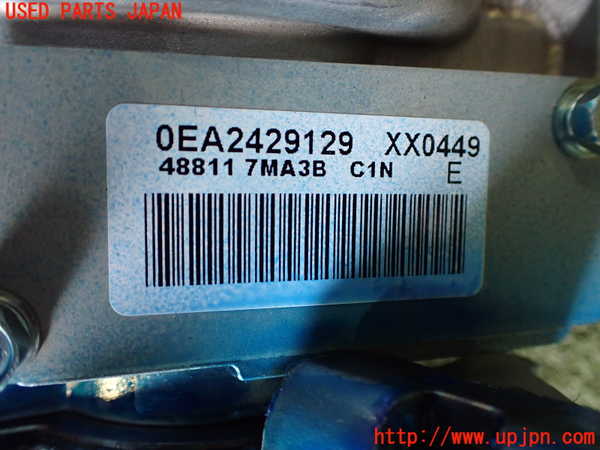 USED PARTS JAPAN
0EA2429129 XX0449
48811 7MA3B C1N E
http://www.upjpn.com/